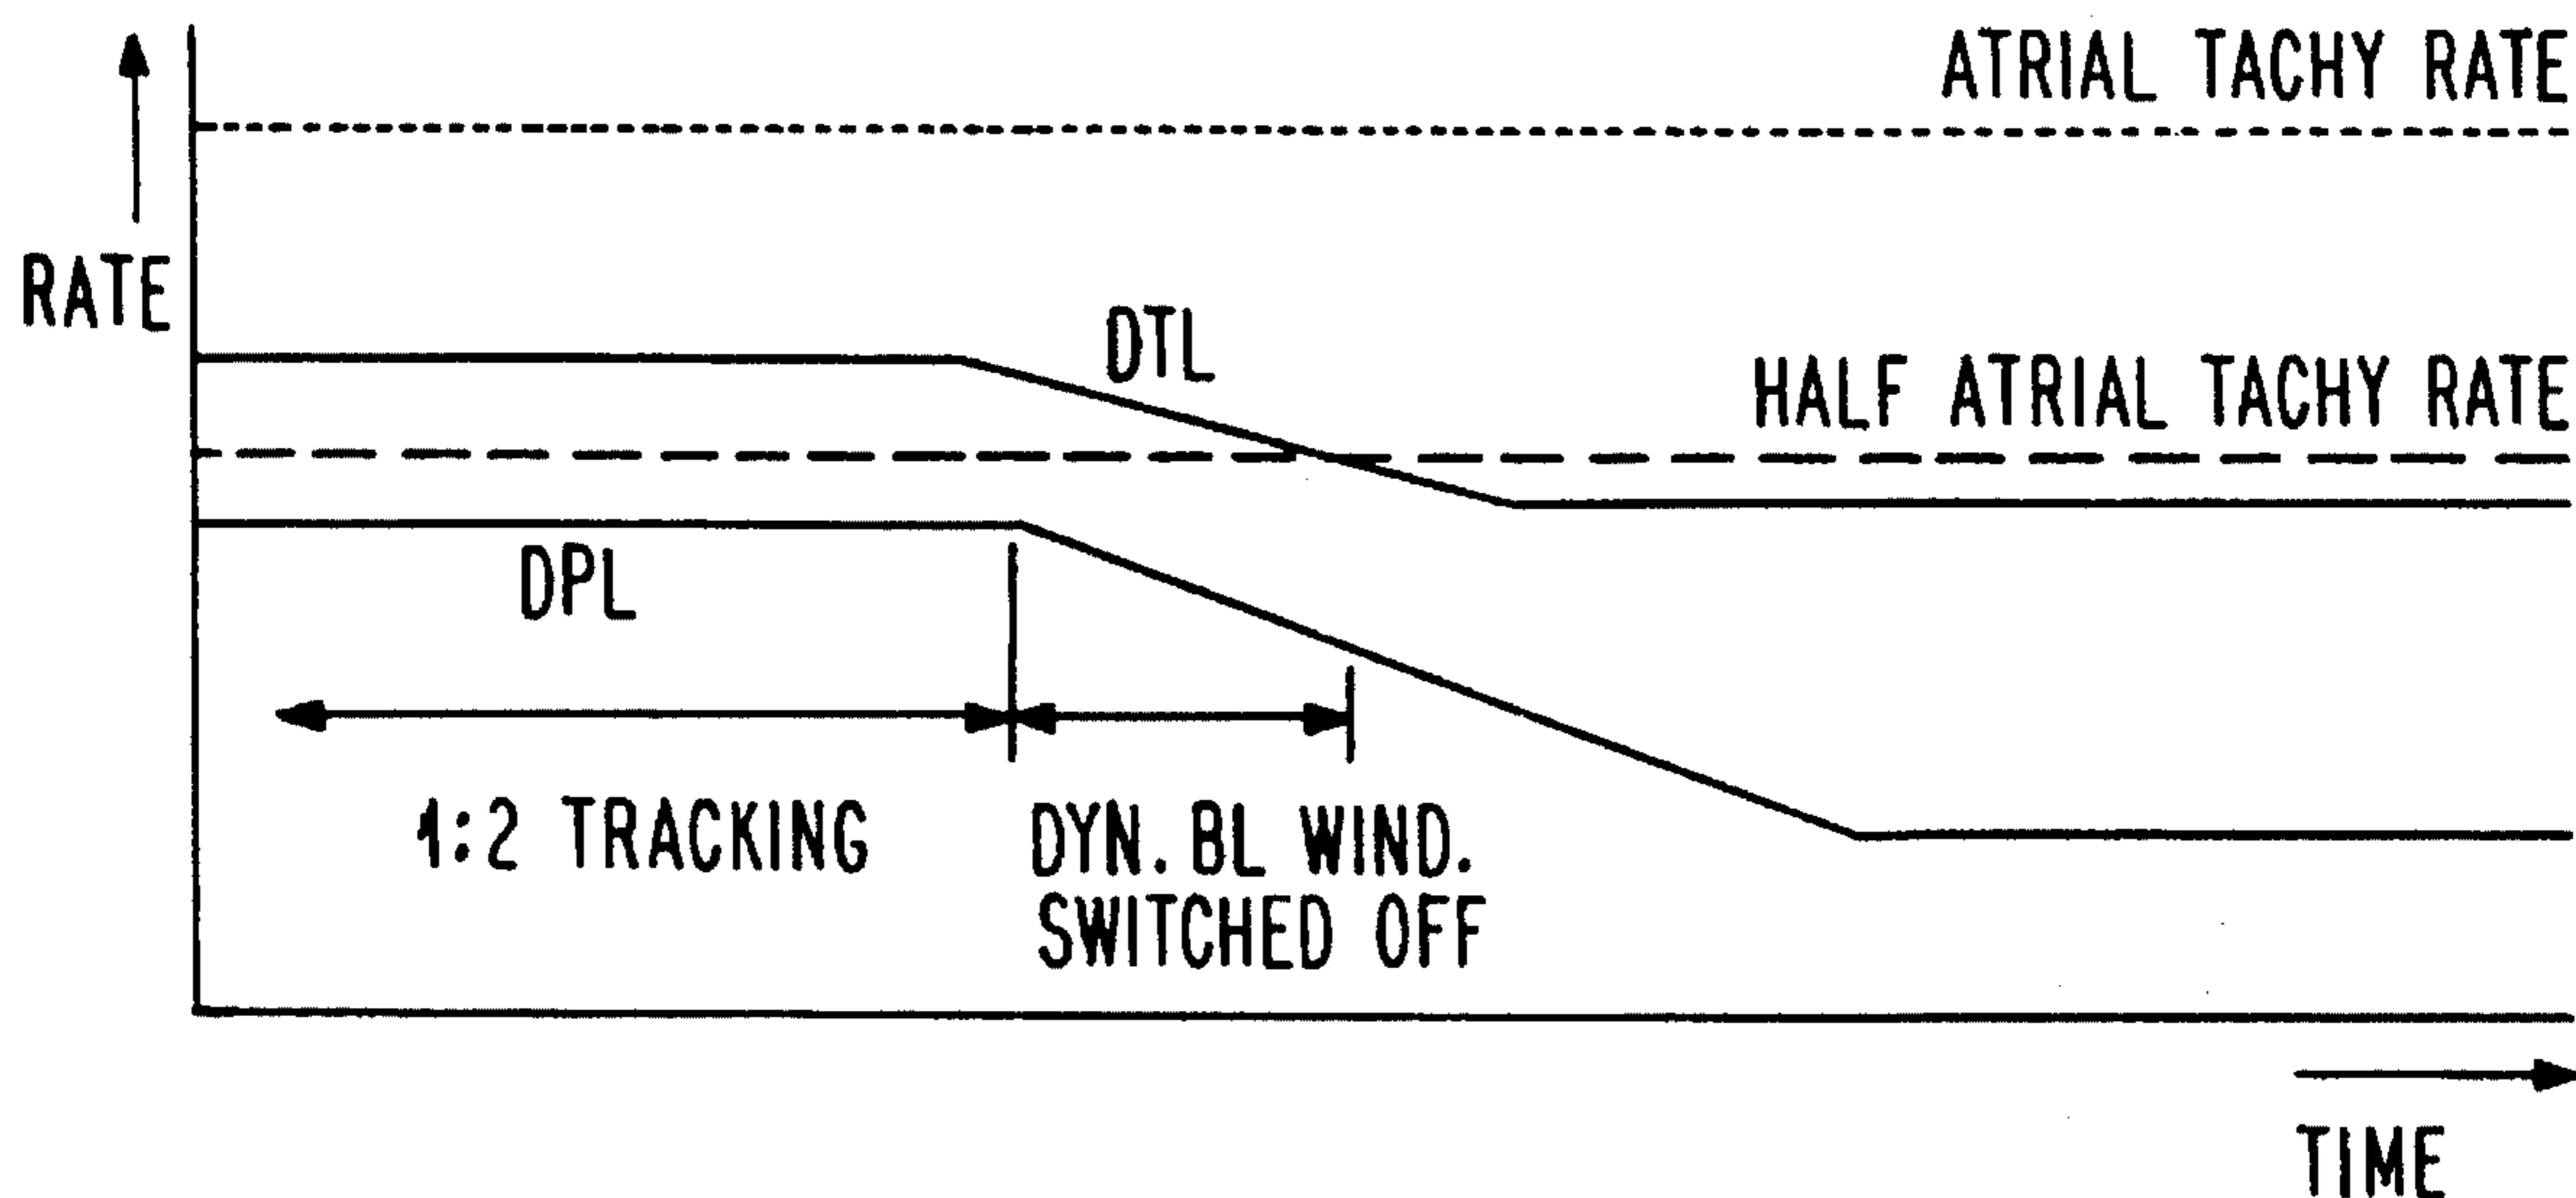 ATRIAL TACHY RATE
RATE
DTL
HALF ATRIAL TACHY RATE
DPL
1:2 TRACKING
DYN. BL WIND.
SWITCHED OFF
TIME